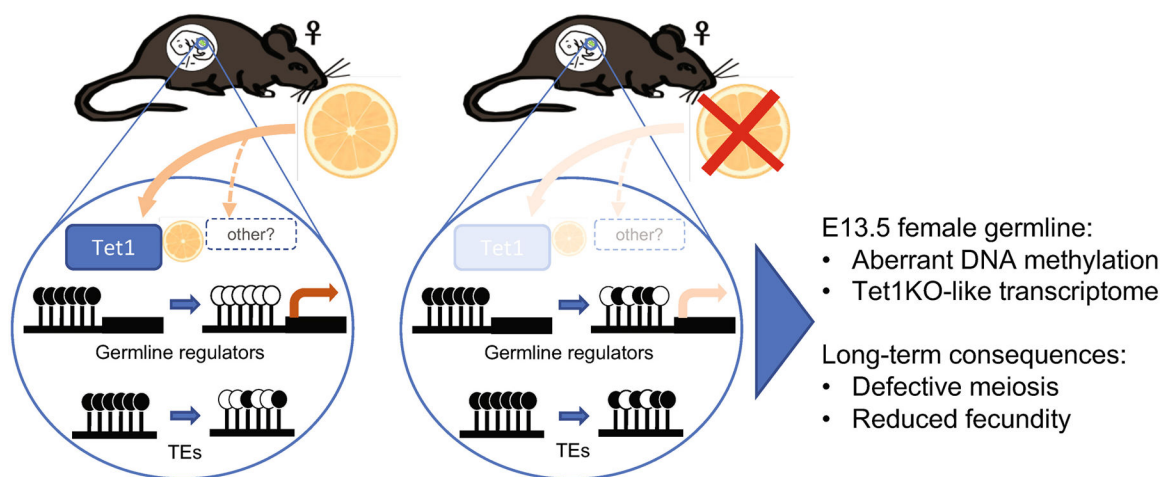 ♀
♀
Tet1
other?
Germline regulators
TEs
Tet1
other?
Germline regulators
TEs
E13.5 female germline:
• Aberrant DNA methylation
• Tet1KO-like transcriptome
Long-term consequences:
• Defective meiosis
• Reduced fecundity